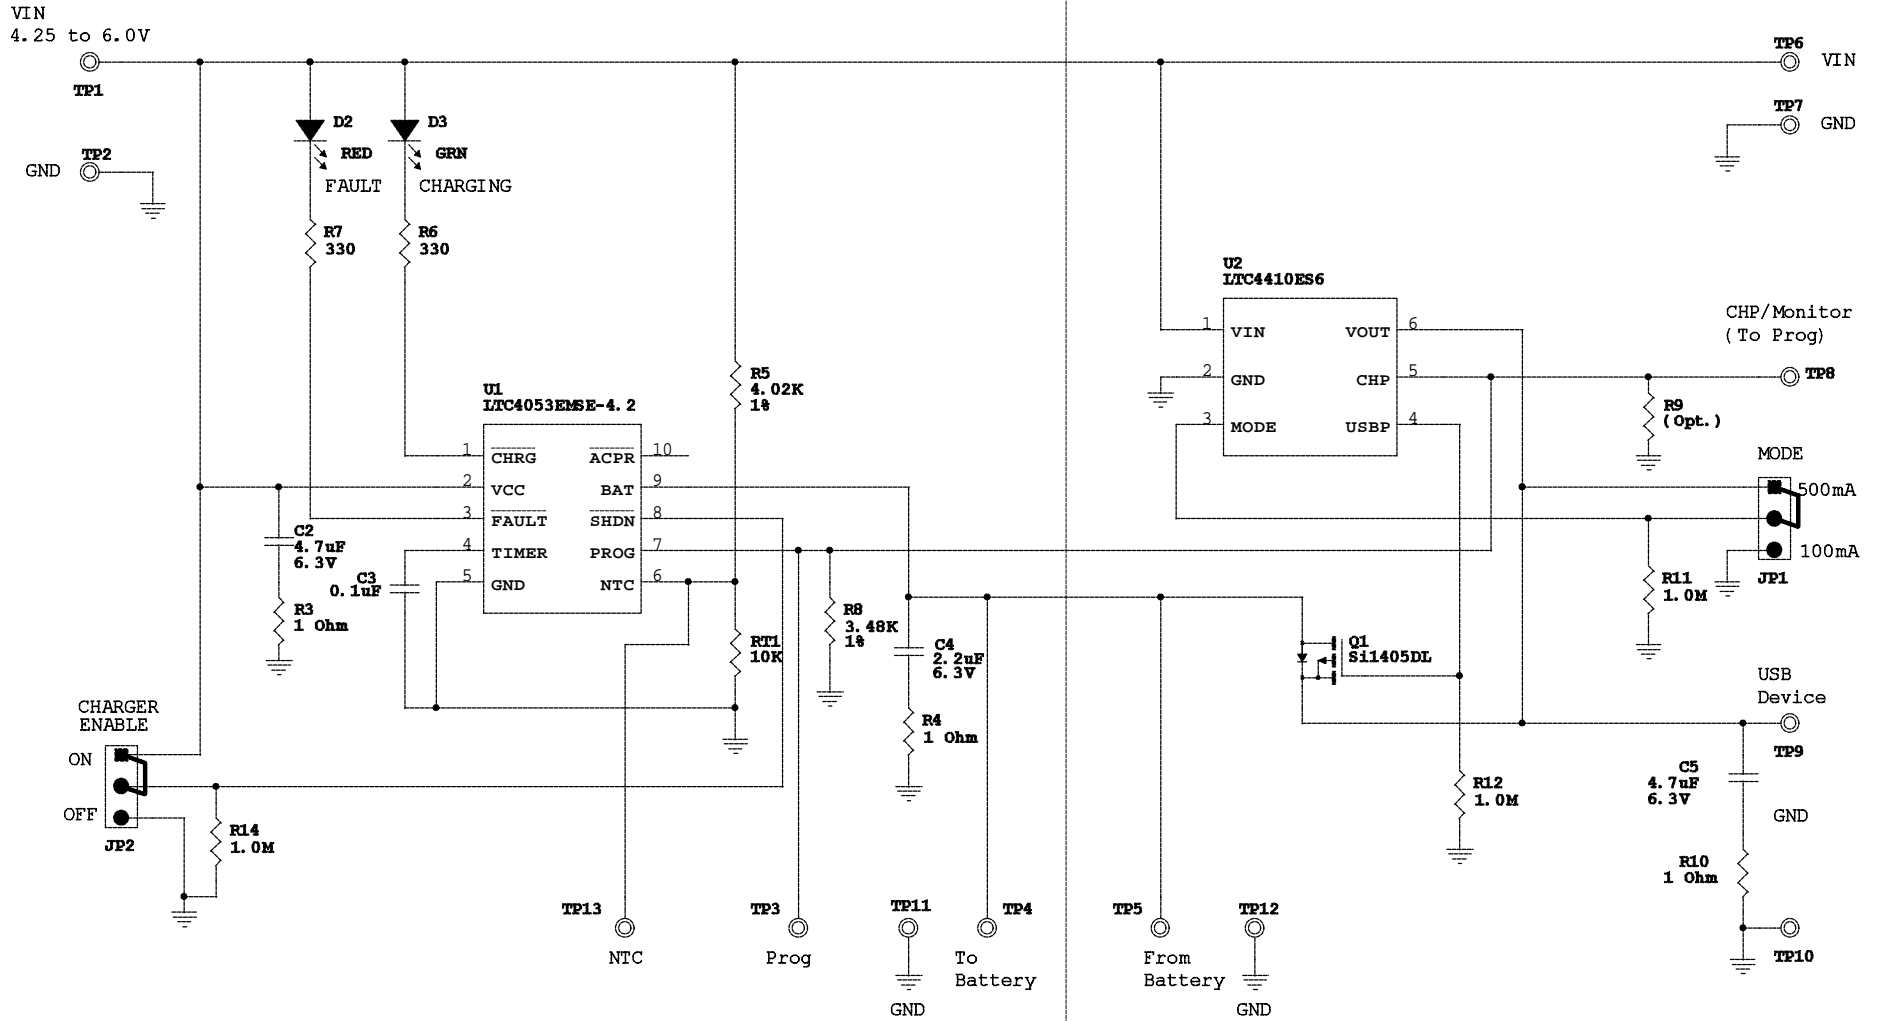 VIN
4.25 to 6.0V
TP1
TP2
GND
D2
RED
FAULT
D3
GRN
CHARGING
R7
330
R6
330
TP6
VIN
TP7
GND
U2
LTC4410ES6
1
VIN
2
GND
3
MODE
VOUT
6
CHP
5
USBP
4
CHP/Monitor
(To Prog)
TP8
R9
(Opt.)
MODE
500mA
100mA
JP1
R11
1.0M
R5
4.02K
1%
U1
LTC4053EMSE-4.2
1
CHRG
2
VCC
3
FAULT
4
TIMER
5
GND
ACPR
10
BAT
9
SHDN
8
PROG
7
NTC
6
C2
4.7uF
6.3V
C3
0.1uF
R3
1 Ohm
RT1
10K
R8
3.48K
1%
C4
2.2uF
6.3V
R4
1 Ohm
Q1
Si1405DL
USB
Device
TP9
CHARGER
ENABLE
ON
OFF
JP2
R14
1.0M
R12
1.0M
C5
4.7uF
6.3V
GND
R10
1 Ohm
TP10
TP13
NTC
TP3
Prog
TP11
GND
TP4
To
Battery
TP5
From
Battery
TP12
GND